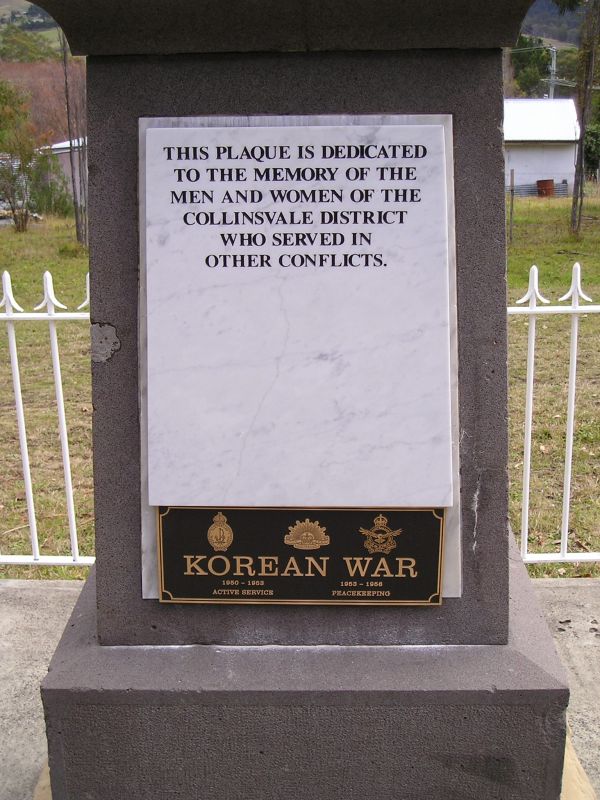 THIS PLAQUE IS DEDICATED
TO THE MEMORY OF THE
MEN AND WOMEN OF THE
COLLINSVALE DISTRICT
WHO SERVED IN
OTHER CONFLICTS.
KOREAN WAR
1950 - 1953 1953 - 1956
ACTIVE SERVICE PEACEKEEPING